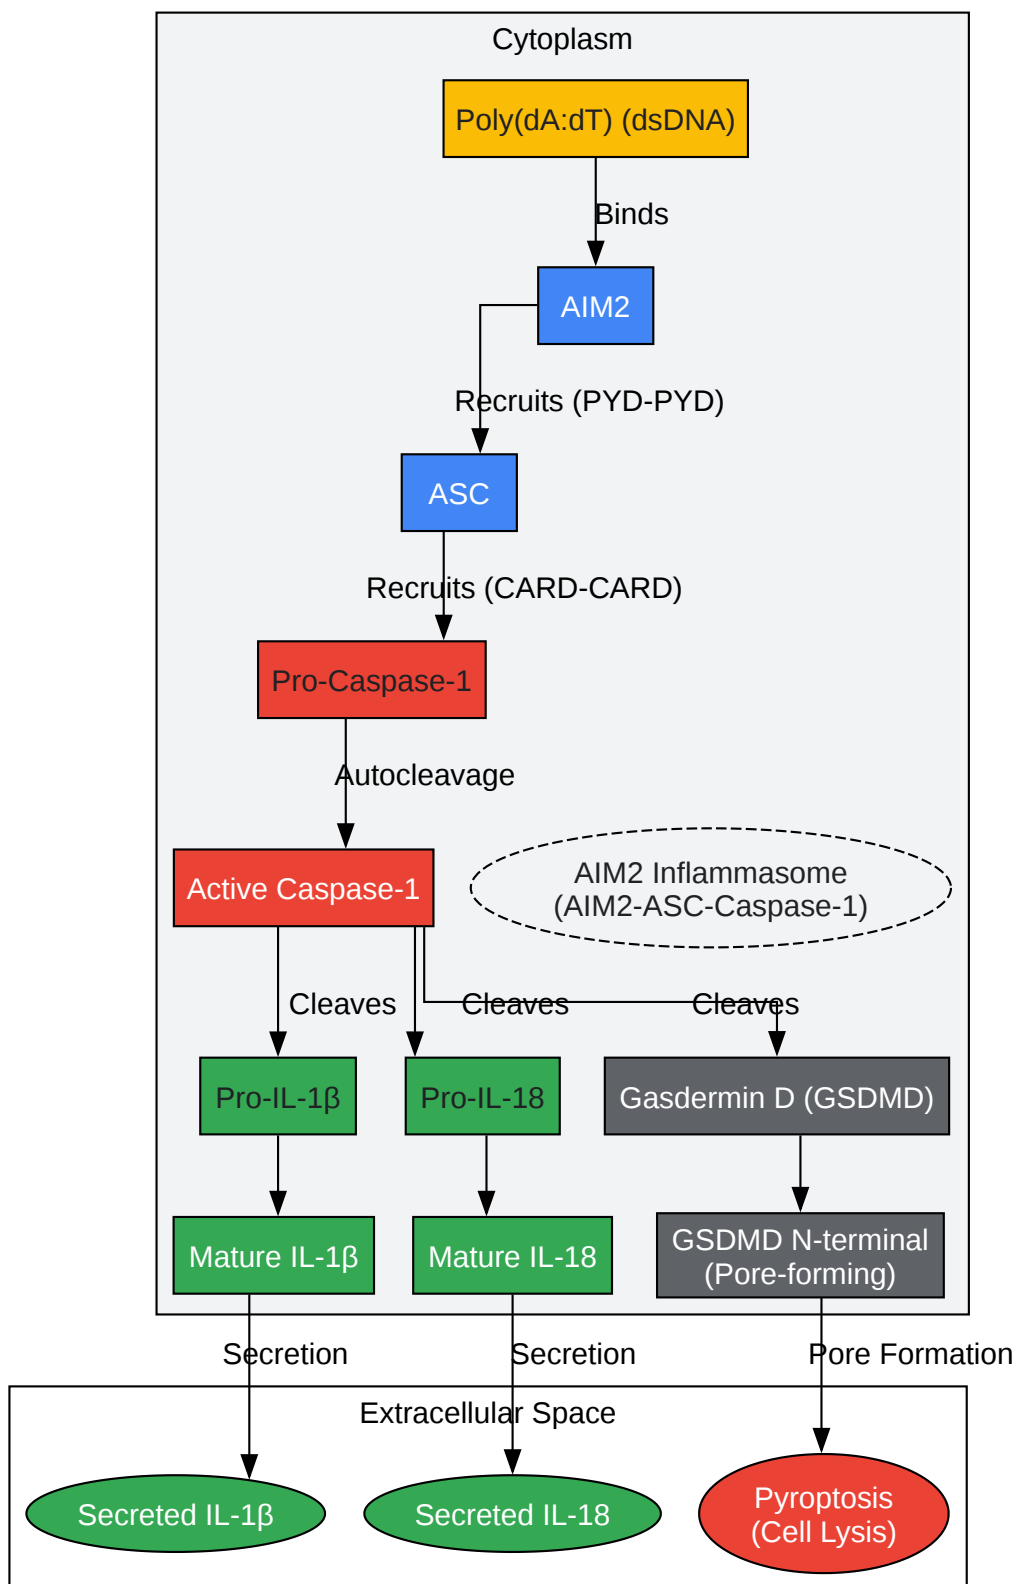 Cytoplasm
Poly(dA:dT) (dsDNA)
Binds
AIM2
Recruits (PYD-PYD)
ASC
Recruits (CARD-CARD)
Pro-Caspase-1
Autocleavage
Active Caspase-1
AIM2 Inflammasome
(AIM2-ASC-Caspase-1)
Cleaves
Cleaves
Cleaves
Pro-IL-1β
Pro-IL-18
Gasdermin D (GSDMD)
Mature IL-1β
Mature IL-18
GSDMD N-terminal
(Pore-forming)
Secretion
Secretion
Pore Formation
Extracellular Space
Secreted IL-1β
Secreted IL-18
Pyroptosis
(Cell Lysis)